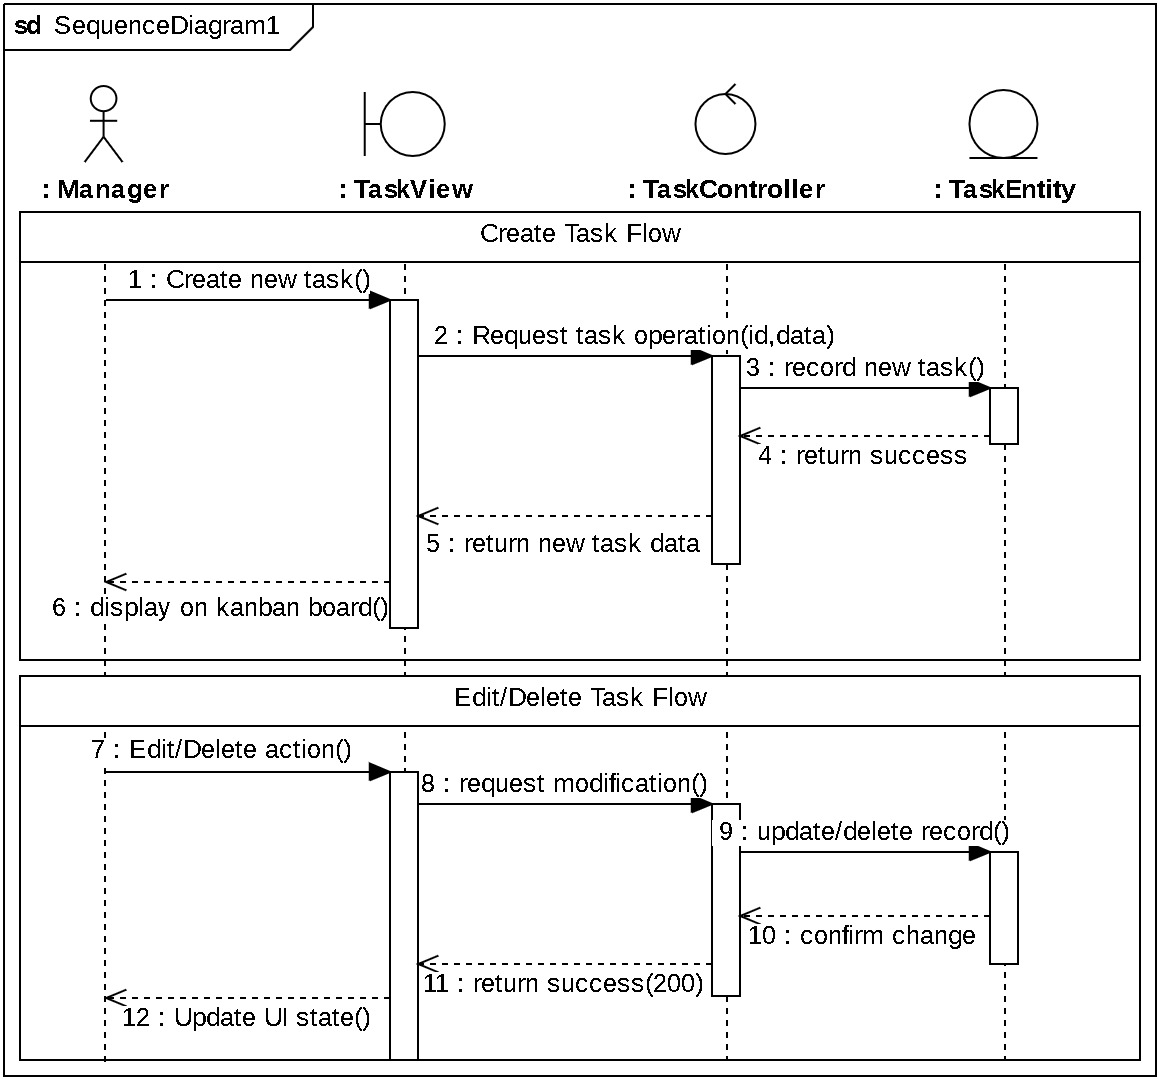 sd SequenceDiagram1
: Manager
: TaskView
: TaskController
: TaskEntity
Create Task Flow
1 : Create new task()
2 : Request task operation(id,data)
3 : record new task()
4 : return success
5 : return new task data
6 : display on kanban board()
Edit/Delete Task Flow
7 : Edit/Delete action()
8 : request modification()
9 : update/delete record()
10 : confirm change
11 : return success(200)
12 : Update UI state()